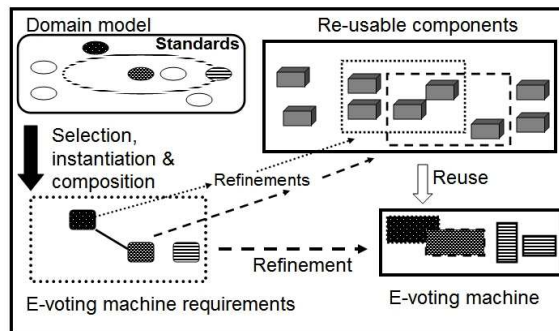 Domain model
Re-usable components
Standards
Selection,
instantiation &
composition
Refinements
Reuse
Refinement
E-voting machine requirements
E-voting machine